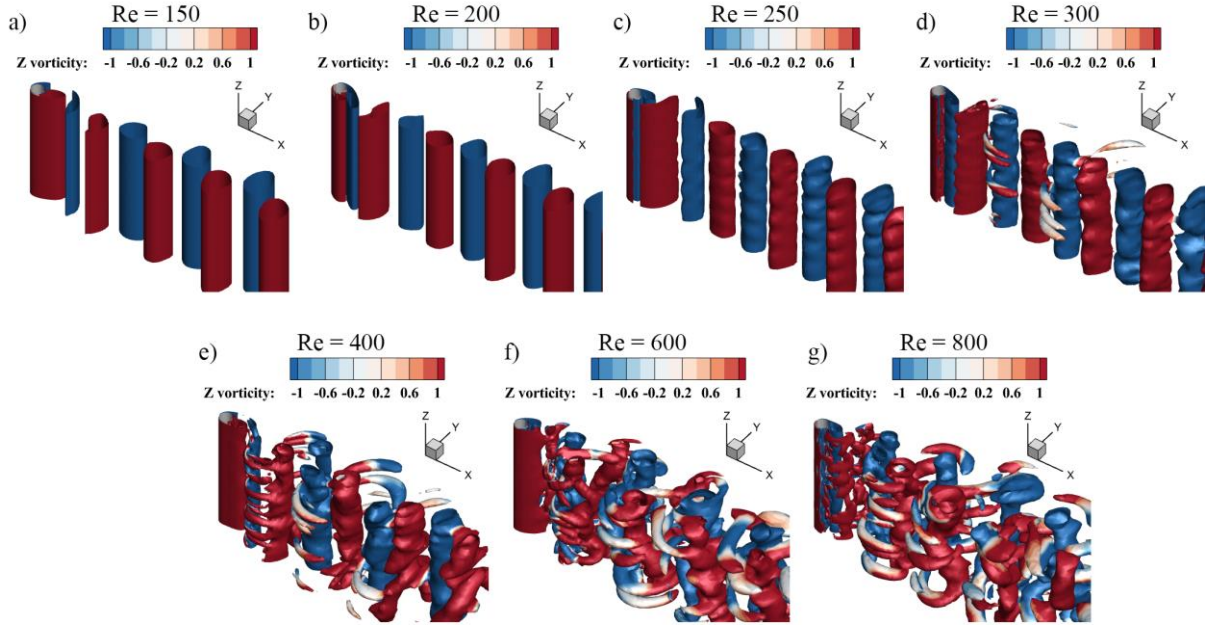 a) Re = 150
Z vorticity: -1 -0.6 -0.2 0.2 0.6 1
Z
Y
X
b) Re = 200
Z vorticity: -1 -0.6 -0.2 0.2 0.6 1
Z
Y
X
c) Re = 250
Z vorticity: -1 -0.6 -0.2 0.2 0.6 1
Z
Y
X
d) Re = 300
Z vorticity: -1 -0.6 -0.2 0.2 0.6 1
Z
Y
X
e) Re = 400
Z vorticity: -1 -0.6 -0.2 0.2 0.6 1
Z
Y
X
f) Re = 600
Z vorticity: -1 -0.6 -0.2 0.2 0.6 1
Z
Y
X
g) Re = 800
Z vorticity: -1 -0.6 -0.2 0.2 0.6 1
Z
Y
X